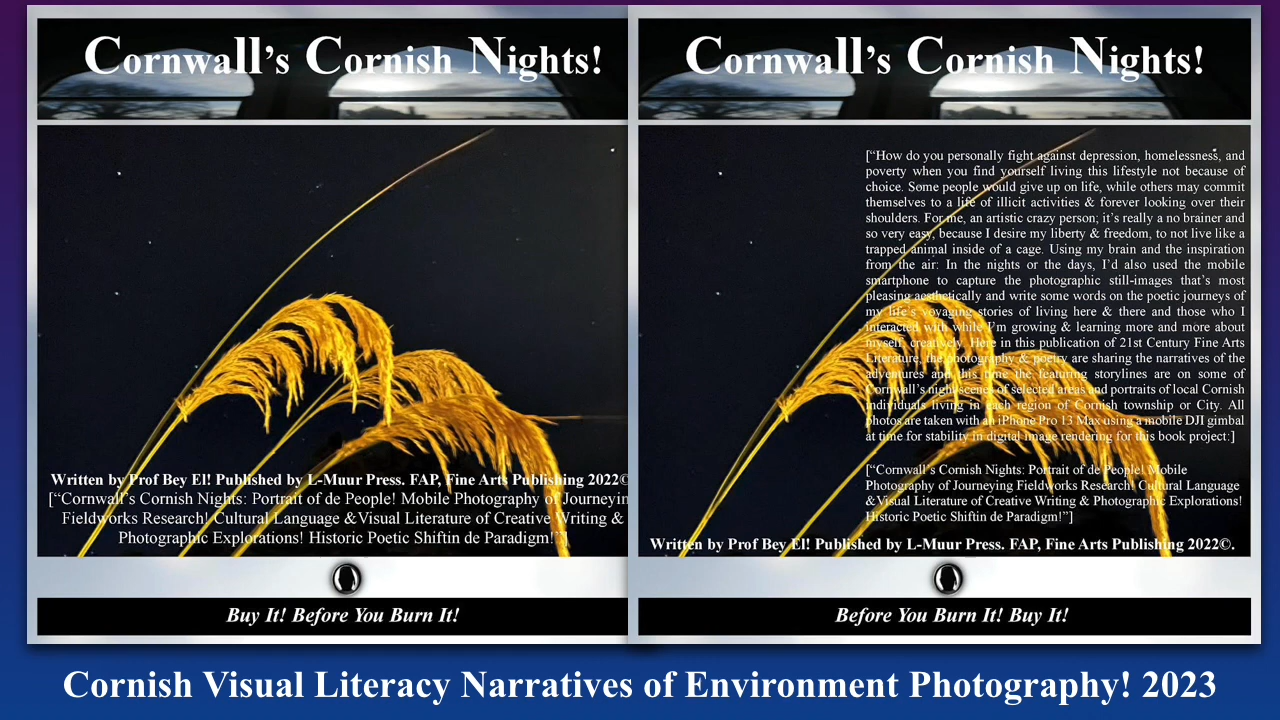 Cornwall's Cornish Nights!
Written by Prof Bey El! Published by L-Muur Press. FAP, Fine Arts Publishing 2022©
[“Cornwall’s Cornish Nights: Portrait of de People! Mobile Photography of Journeyin
Fieldworks Research! Cultural Language &Visual Literature of Creative Writing &
Photographic Explorations! Historic Poetic Shiftin de Paradigm!”]
Buy It! Before You Burn It!
Cornwall's Cornish Nights!
[“How do you personally fight against depression, homelessness, and
poverty when you find yourself living this lifestyle not because of
choice. Some people would give up on life, while others may commit
themselves to a life of illicit activities & forever looking over their
shoulders. For me, an artistic crazy person; it’s really a no brainer and
so very easy, because I desire my liberty & freedom, to not live like a
trapped animal inside of a cage. Using my brain and the inspiration
from the air: In the nights or the days, I’d also used the mobile
smartphone to capture the photographic still-images that’s most
pleasing aesthetically and write some words on the poetic journeys of
my life’s voyaging stories of living here & there and those who I
interacted with while I’m growing & learning more and more about
myself, creatively. Here in this publication of 21st Century Fine Arts
Literature, the photography & poetry are sharing the narratives of the
adventures and this time the featuring storylines are on some of
Cornwall’s night scenes of selected areas and portraits of local Cornish
individuals living in each region of Cornish township or City. All
photos are taken with an iPhone Pro 13 Max using a mobile DJI gimbal
at time for stability in digital image rendering for this book project:]
[“Cornwall’s Cornish Nights: Portrait of de People! Mobile
Photography of Journeying Fieldworks Research! Cultural Language
&Visual Literature of Creative Writing & Photographic Explorations!
Historic Poetic Shiftin de Paradigm!”]
Written by Prof Bey El! Published by L-Muur Press. FAP, Fine Arts Publishing 2022©.
Before You Burn It! Buy It!
Cornish Visual Literacy Narratives of Environment Photography! 2023